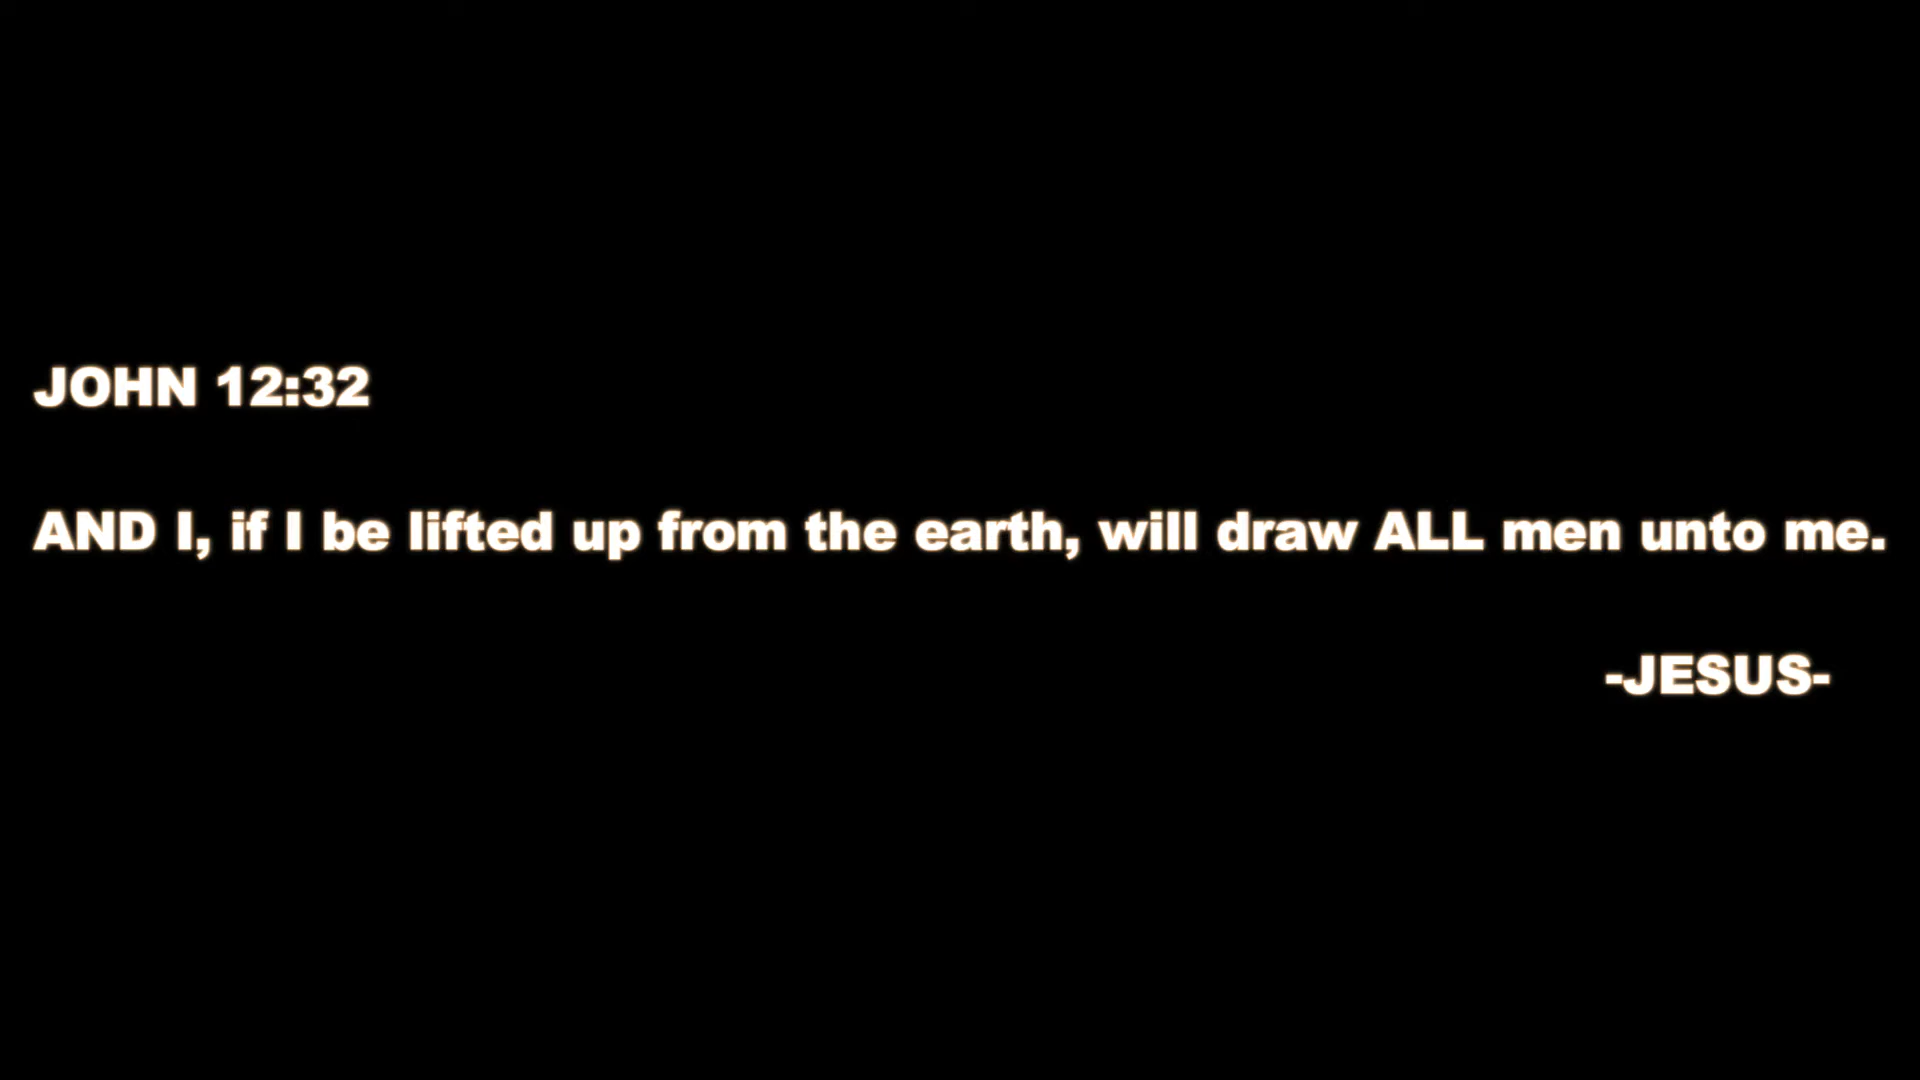 JOHN 12:32
AND I, if I be lifted up from the earth, will draw ALL men unto me.
-JESUS-